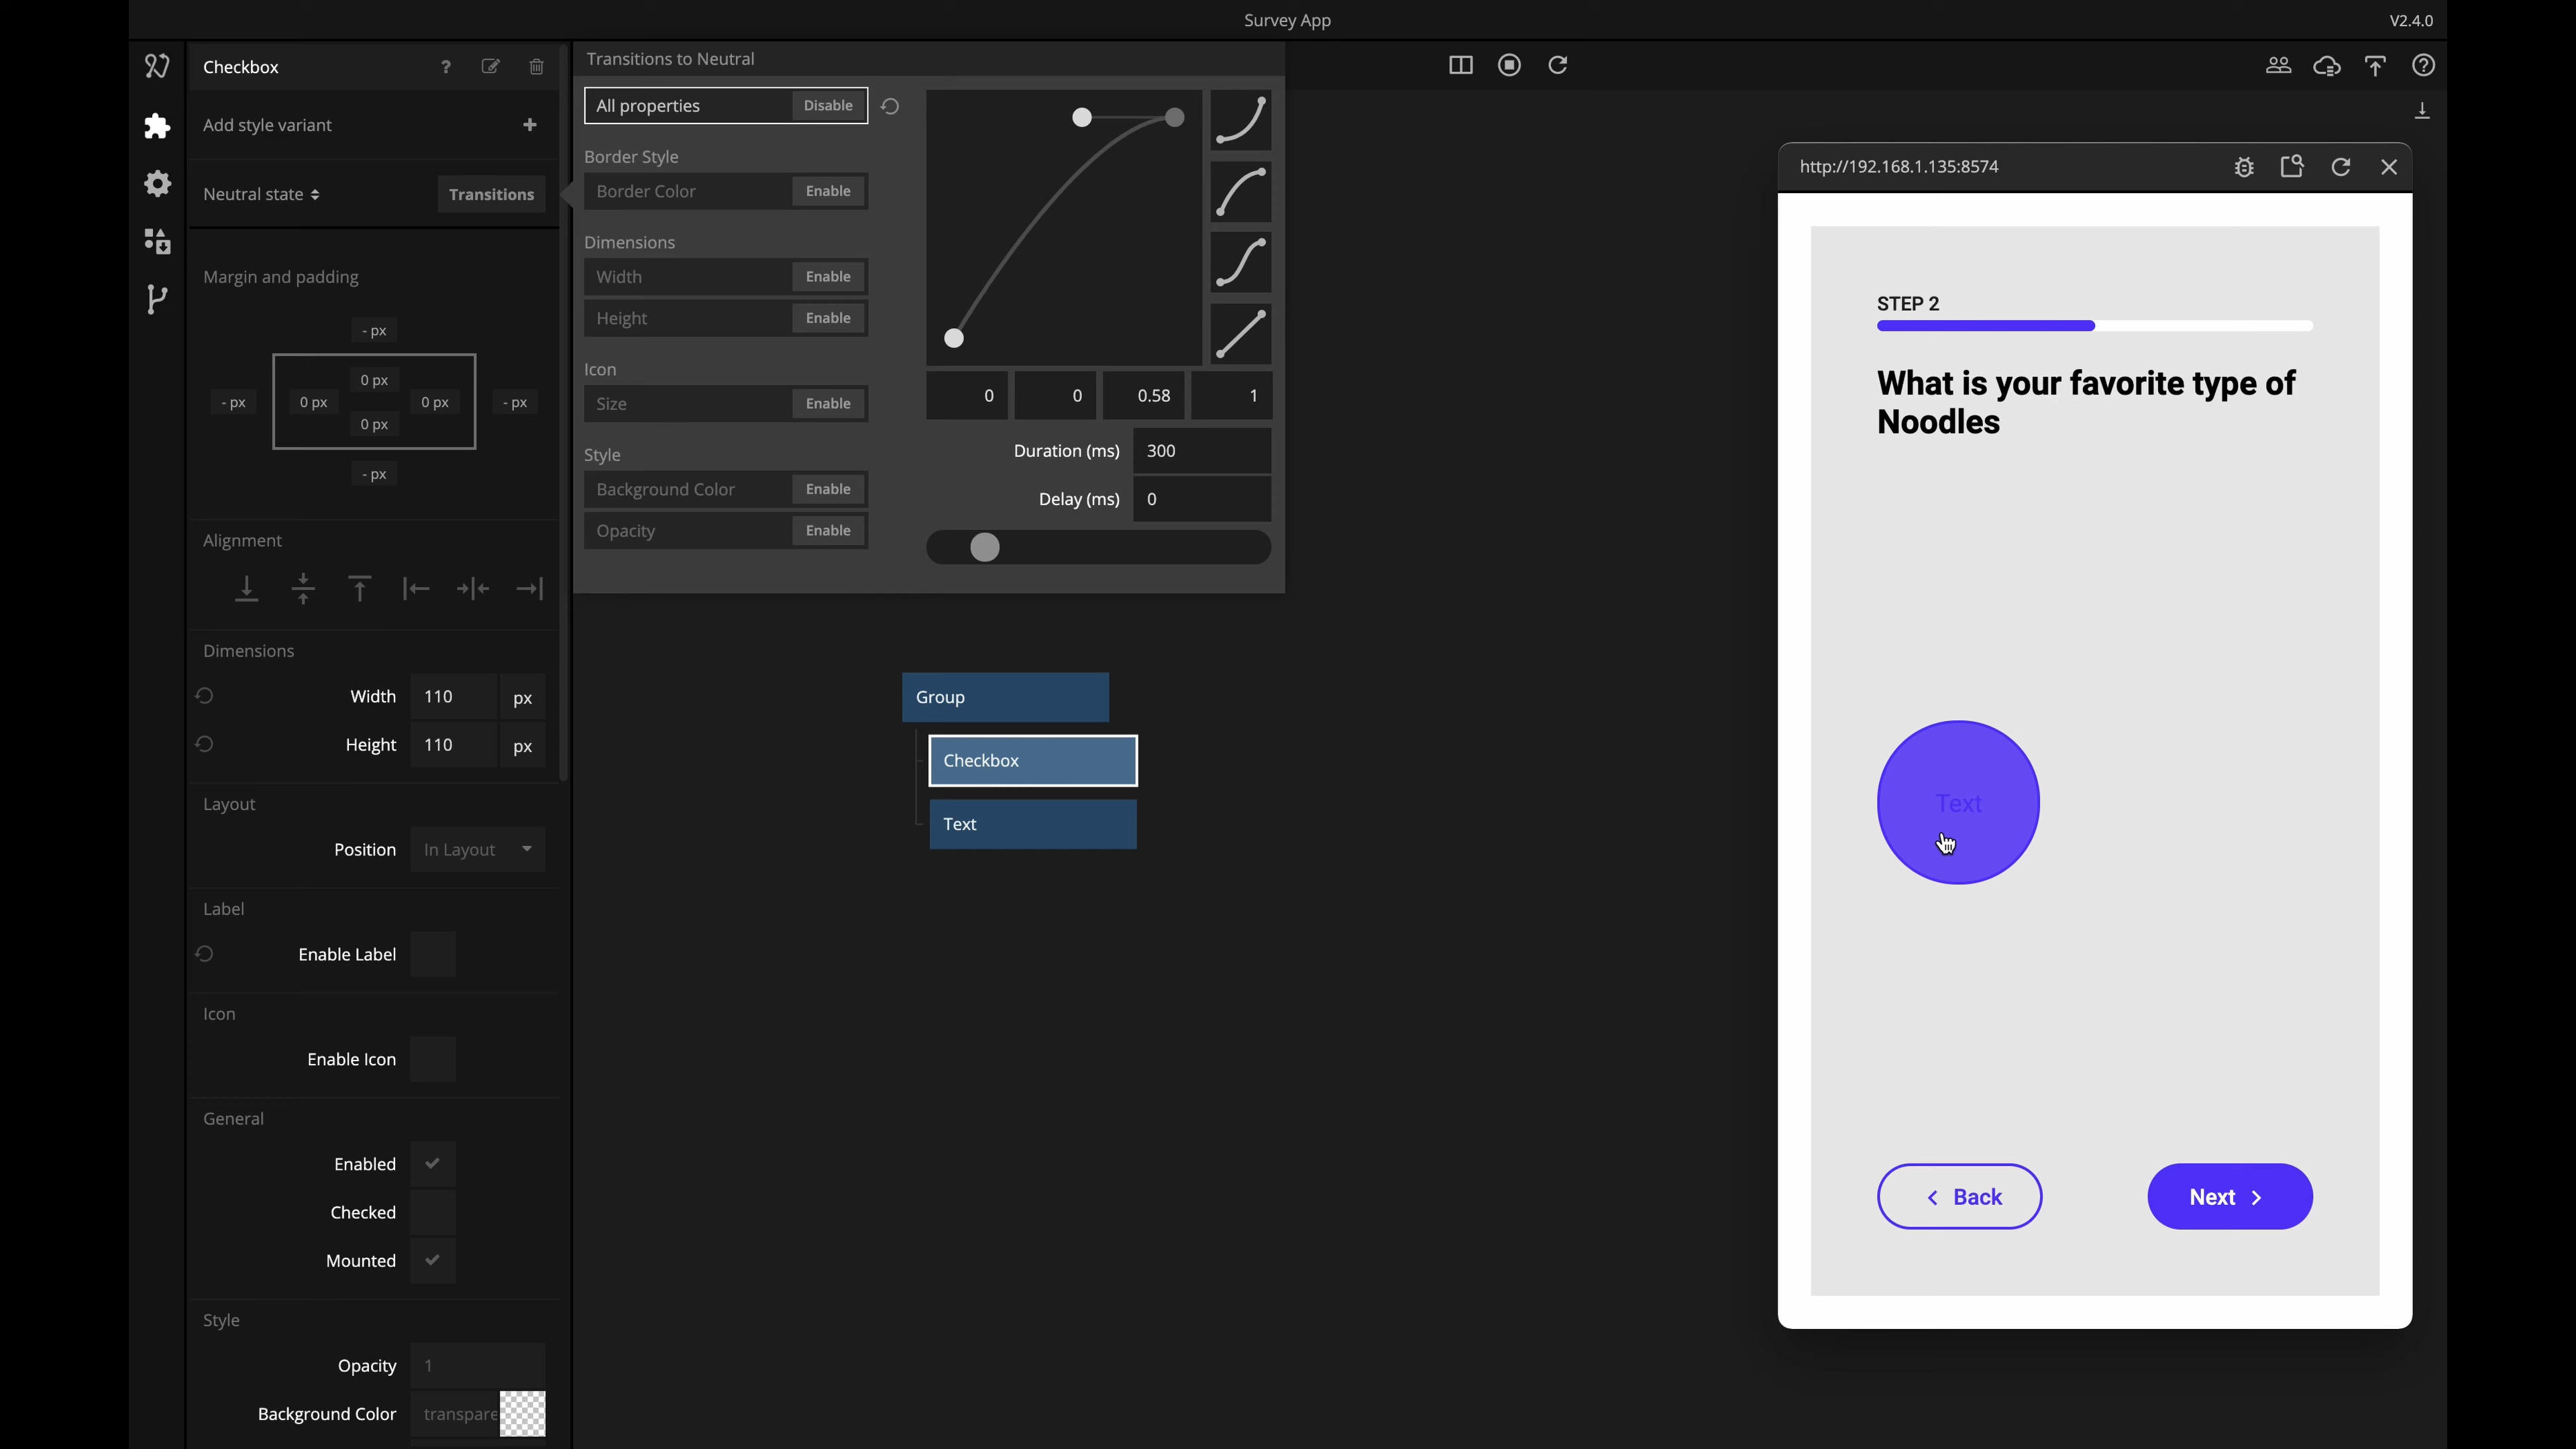 Survey App
V2.4.0
Checkbox
?
Add style variant
+
Neutral state
Transitions
Margin and padding
- px
0 px
- px
0 px
0 px
- px
0 px
- px
Alignment
Dimensions
Width
110
px
Height
110
px
Layout
Position
In Layout
Label
Enable Label
Icon
Enable Icon
General
Enabled
Checked
Mounted
Style
Opacity
1
Background Color
transpare
Transitions to Neutral
All properties
Disable
Border Style
Border Color
Enable
Dimensions
Width
Enable
Height
Enable
Icon
Size
Enable
Style
Background Color
Enable
Opacity
Enable
0
0
0.58
1
Duration (ms)
300
Delay (ms)
0
Group
Checkbox
Text
http://192.168.1.135:8574
STEP 2
What is your favorite type of
Noodles
Text
Back
Next